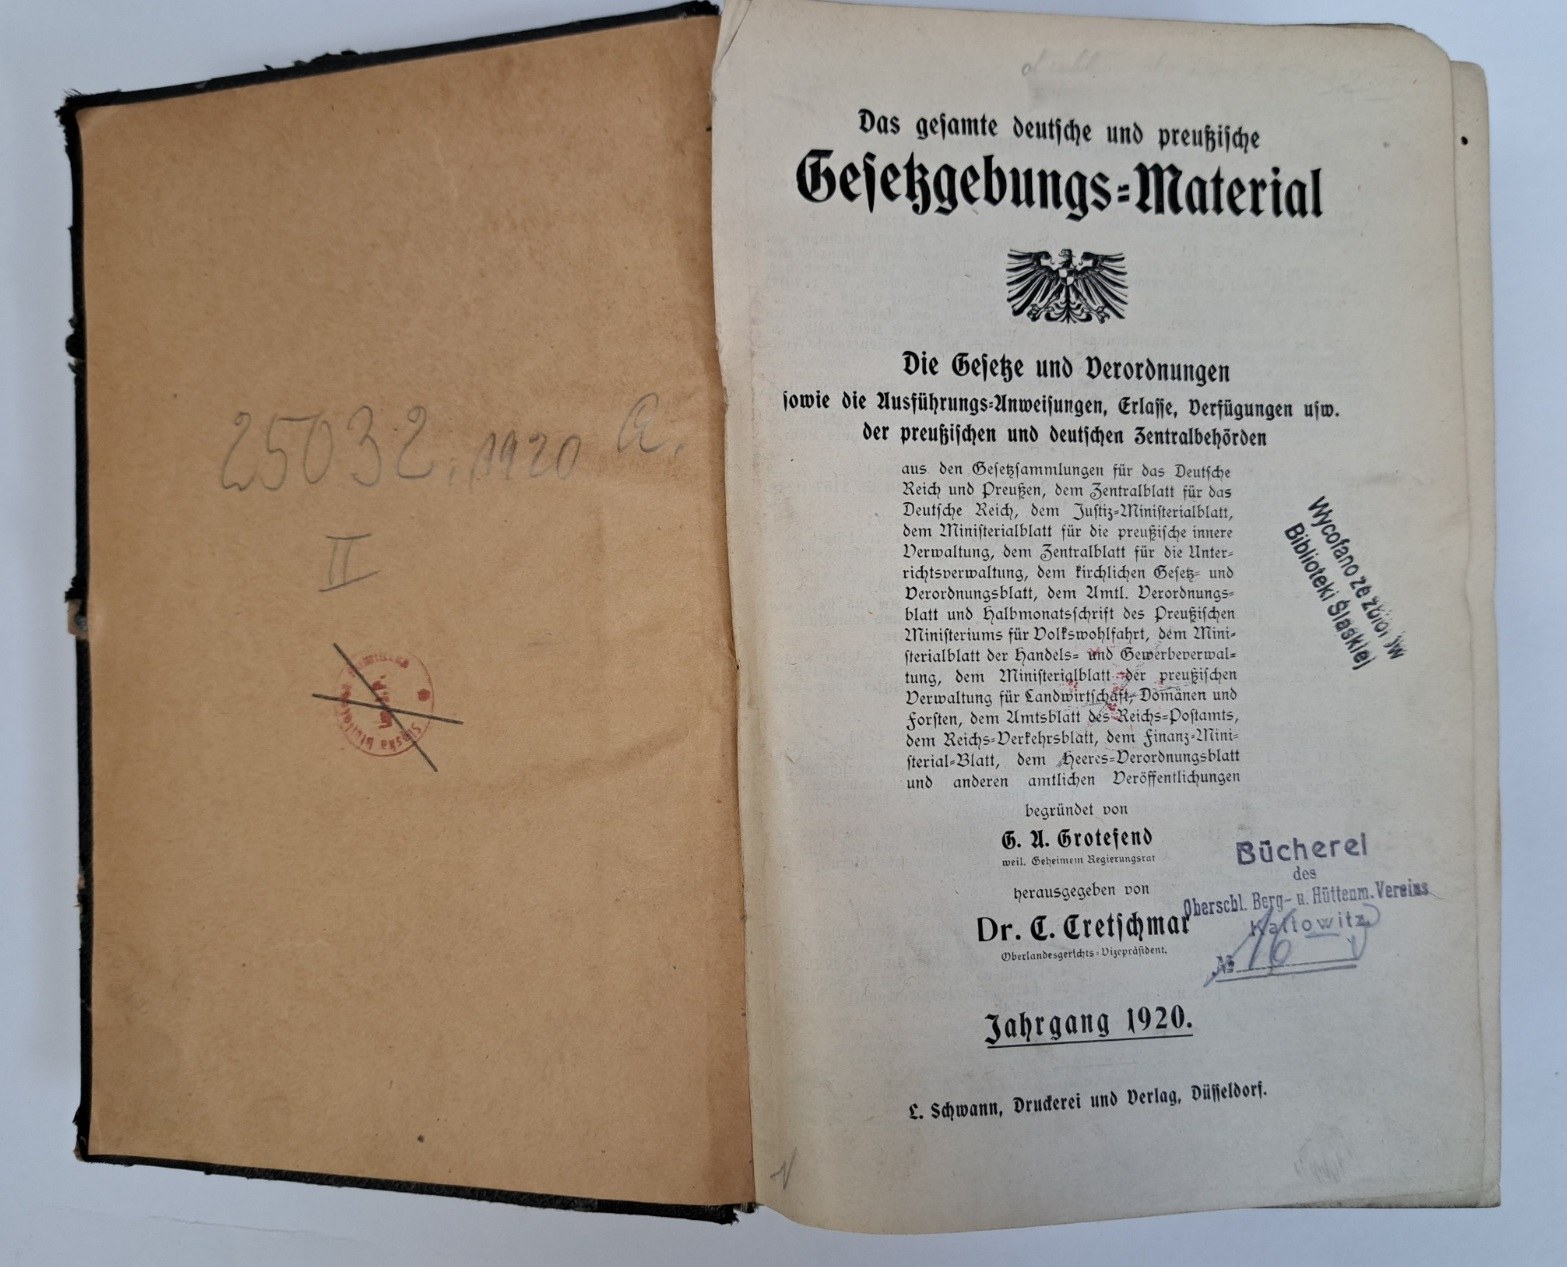 25032. 1920 A.
II
Das gesamte deutsche und preußische
Gesetzgebungs=Material
Die Gesetze und Verordnungen
sowie die Ausführungs=Anweisungen, Erlasse, Verfügungen usw.
der preußischen und deutschen Zentralbehörden
aus den Gesetzsammlungen für das Deutsche
Reich und Preußen, dem Zentralblatt für das
Deutsche Reich, dem Justiz=Ministerialblatt,
dem Ministerialblatt für die preußische innere
Verwaltung, dem Zentralblatt für die Unter=
richtsverwaltung, dem kirchlichen Gesetz= und
Verordnungsblatt, dem Amtl. Verordnungs=
blatt und Halbmonatsschrift des Preußischen
Ministeriums für Volkswohlfahrt, dem Mini=
sterialblatt der Handels= und Gewerbeverwal=
tung, dem Ministerialblatt der preußischen
Verwaltung für Landwirtschaft, Domänen und
Forsten, dem Amtsblatt des Reichs=Postamts,
dem Reichs=Verkehrsblatt, dem Finanz=Mini=
sterial=Blatt, dem Heeres=Verordnungsblatt
und anderen amtlichen Veröffentlichungen
begründet von
G. A. Grotefend
weil. Geheimem Regierungsrat
herausgegeben von
Dr. C. Cretschmar
Oberlandesgerichts=Vizepräsident.
Jahrgang 1920.
L. Schwann, Druckerei und Verlag, Düsseldorf.
Wycofano ze zbiorów
Biblioteki Śląskiej
Bücherei
des
Oberschl. Berg- u. Hüttenm. Vereins
Kattowitz
№ 16